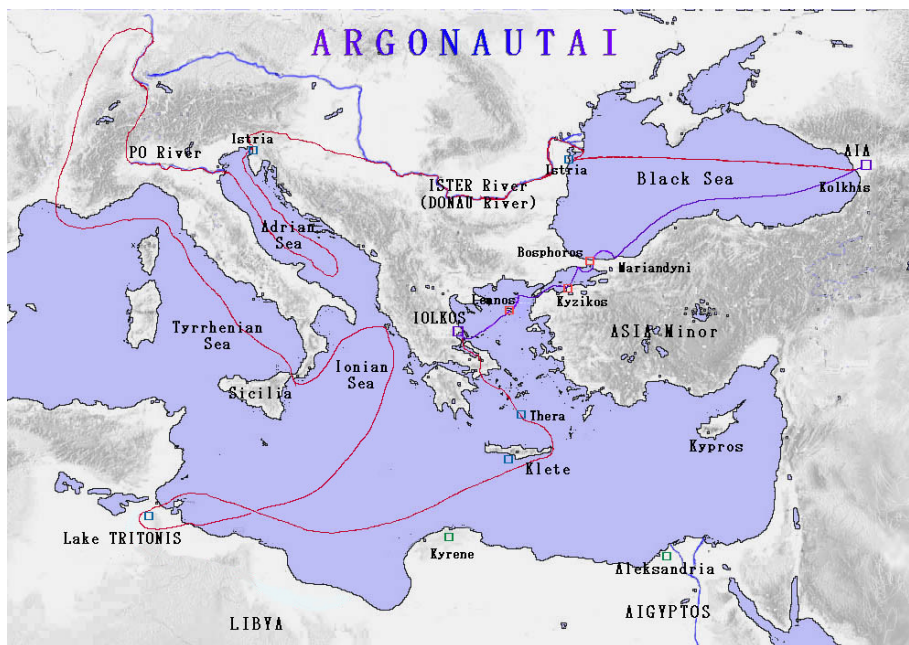 ARGONAUTAI
PO River
Istria
ISTER River
(DONAU River)
Istria
Black Sea
AIA
Kolkhis
Adrian
Sea
Bosphoros
Mariandyni
Lemnos
Kyzikos
IOLKOS
ASIA Minor
Tyrrhenian
Sea
Ionian
Sea
Sicilia
Thera
Kypros
Klete
Lake TRITONIS
Kyrene
Aleksandria
LIBYA
AIGYPTOS